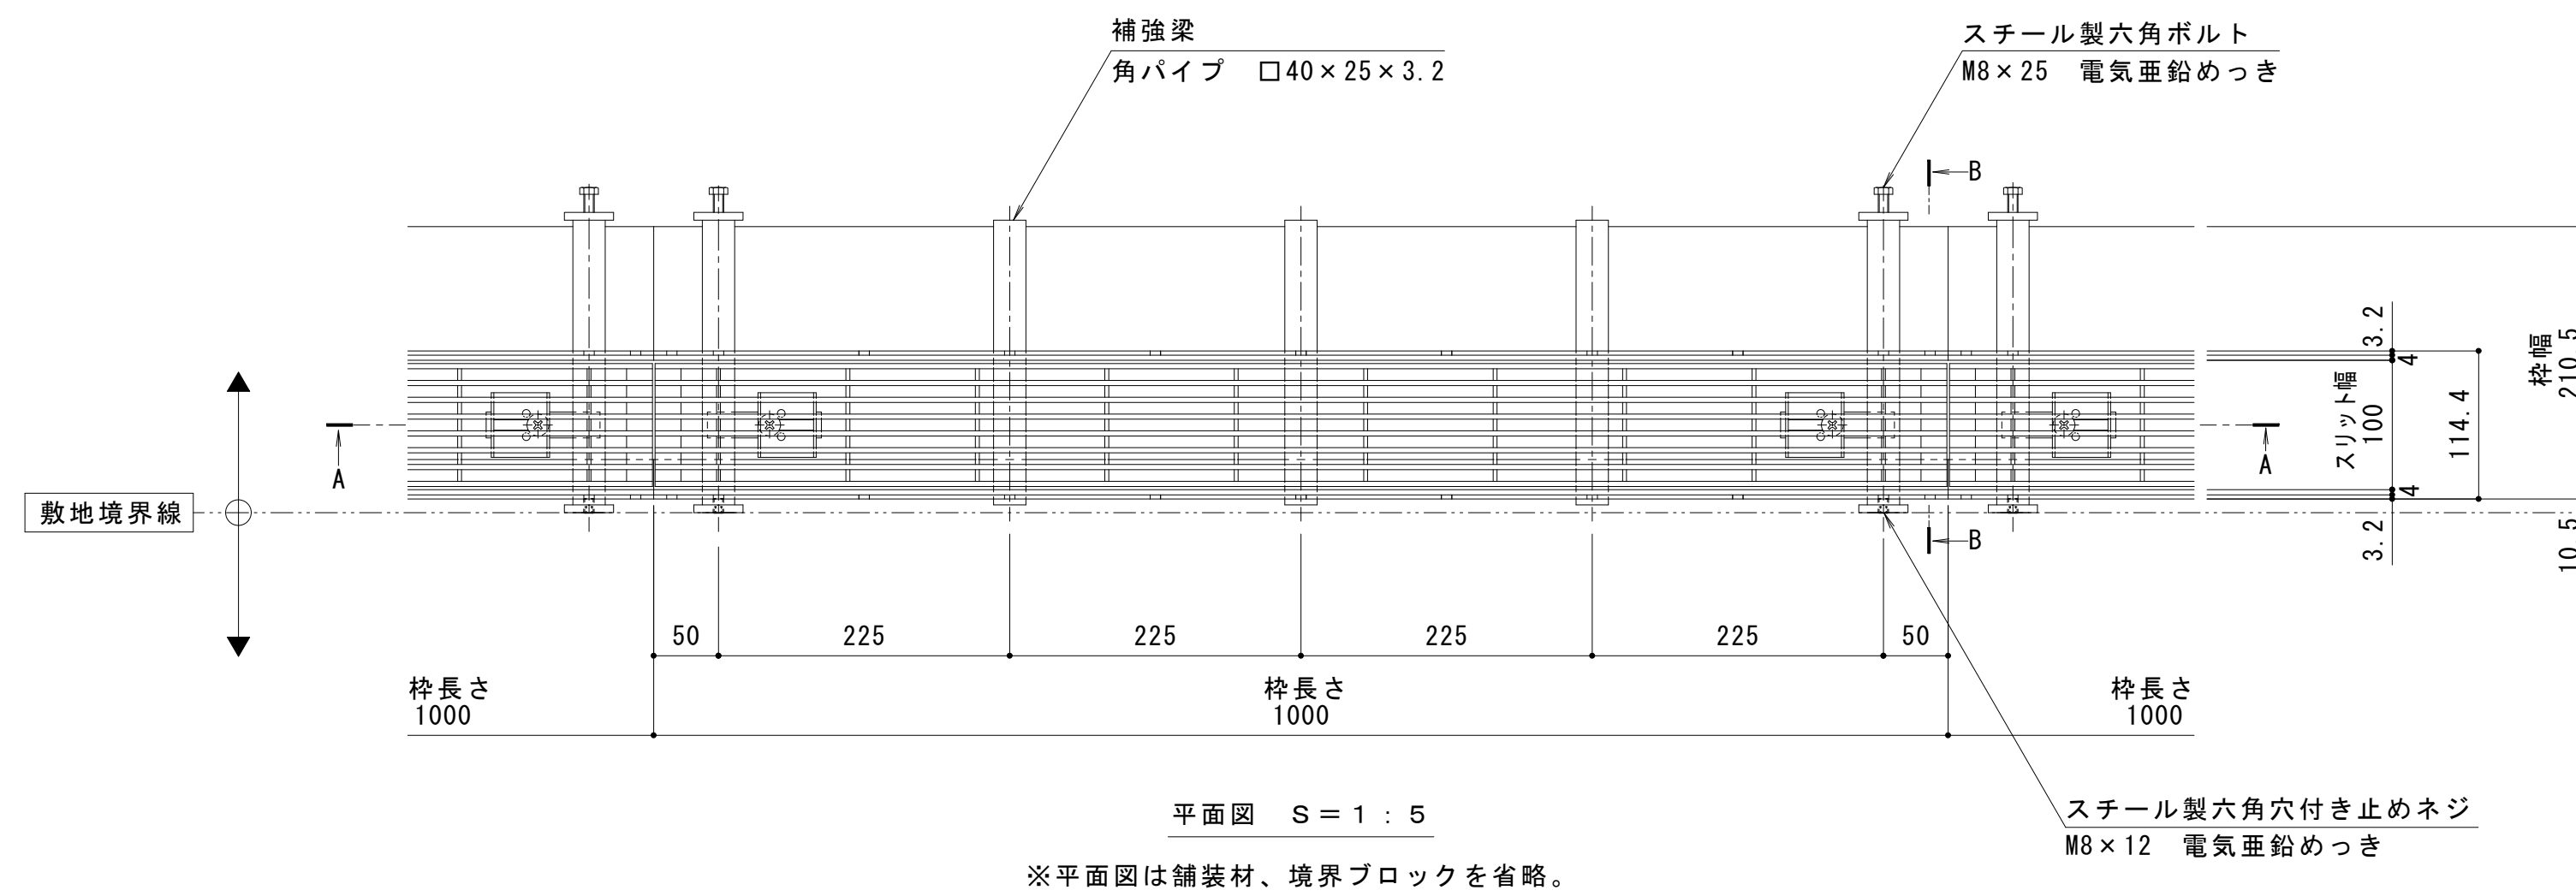 補強梁
角パイプ　□40×25×3.2
スチール製六角ボルト
M8×25　電気亜鉛めっき
B
3.2
4
枠幅
210.5
スリット幅
100
114.4
A
A
敷地境界線
4
3.2
10.5
B
50
225
225
225
225
50
枠長さ
1000
枠長さ
1000
枠長さ
1000
平面図　S＝1：5
スチール製六角穴付き止めネジ
M8×12　電気亜鉛めっき
※平面図は舗装材、境界ブロックを省略。